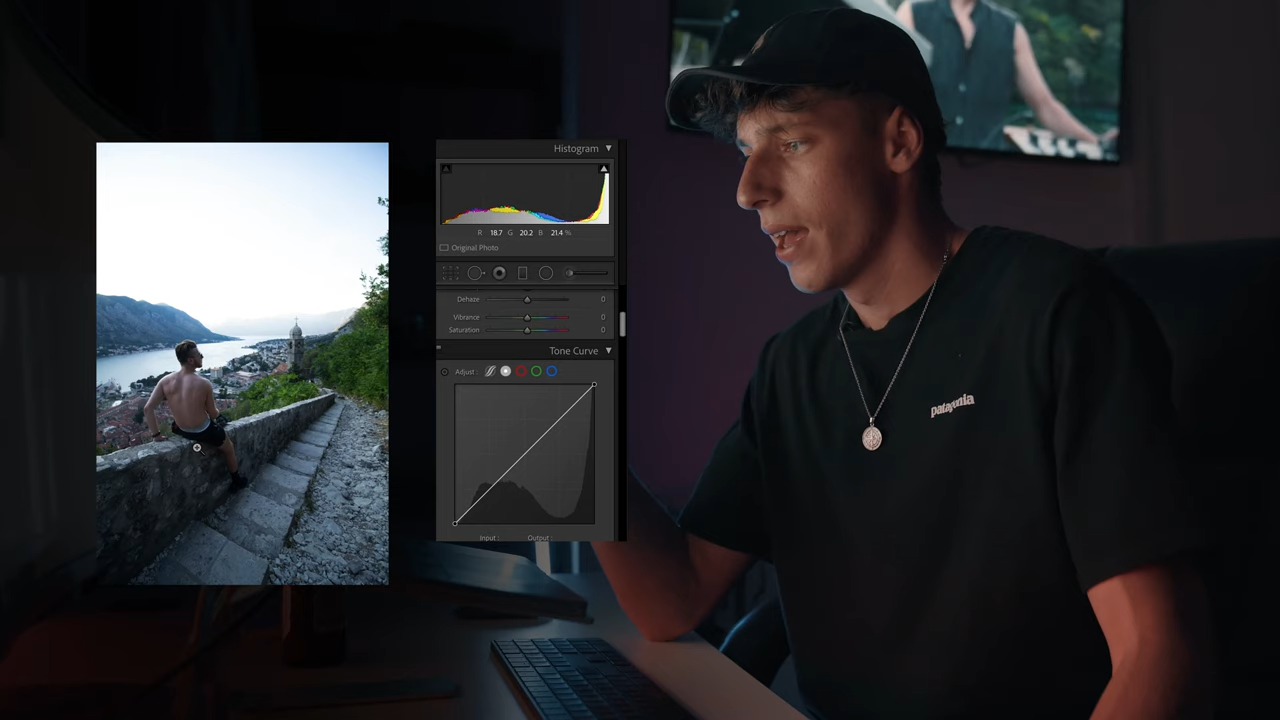 Histogram
R 18.7 G 20.2 B 21.4 %
Original Photo
Dehaze 0
Vibrance 0
Saturation 0
Tone Curve
Adjust :
Input : Output :
patagonia